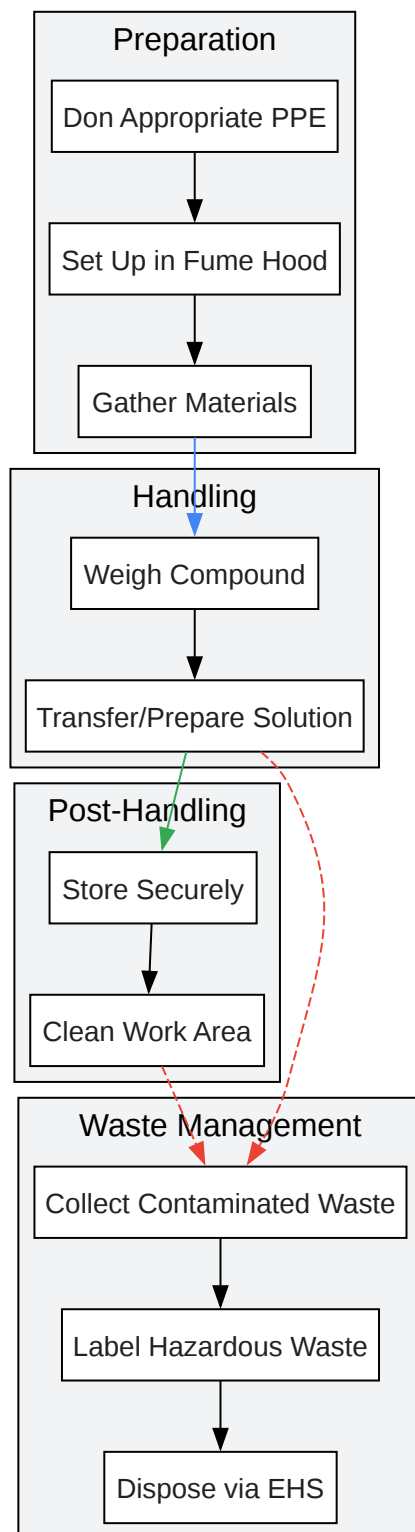 Preparation
Don Appropriate PPE
Set Up in Fume Hood
Gather Materials
Handling
Weigh Compound
Transfer/Prepare Solution
Post-Handling
Store Securely
Clean Work Area
Waste Management
Collect Contaminated Waste
Label Hazardous Waste
Dispose via EHS